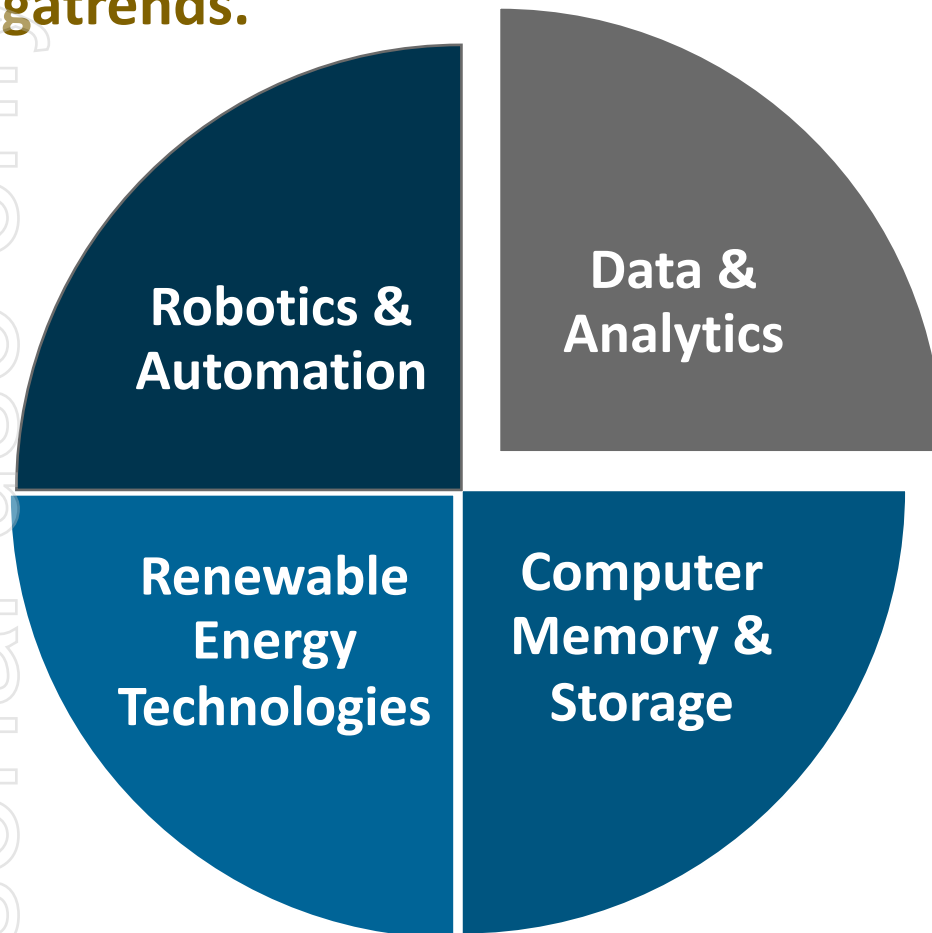 gatrends.
Data &
Analytics
Robotics &
Automation
Renewable
Energy
Technologies
Computer
Memory &
Storage